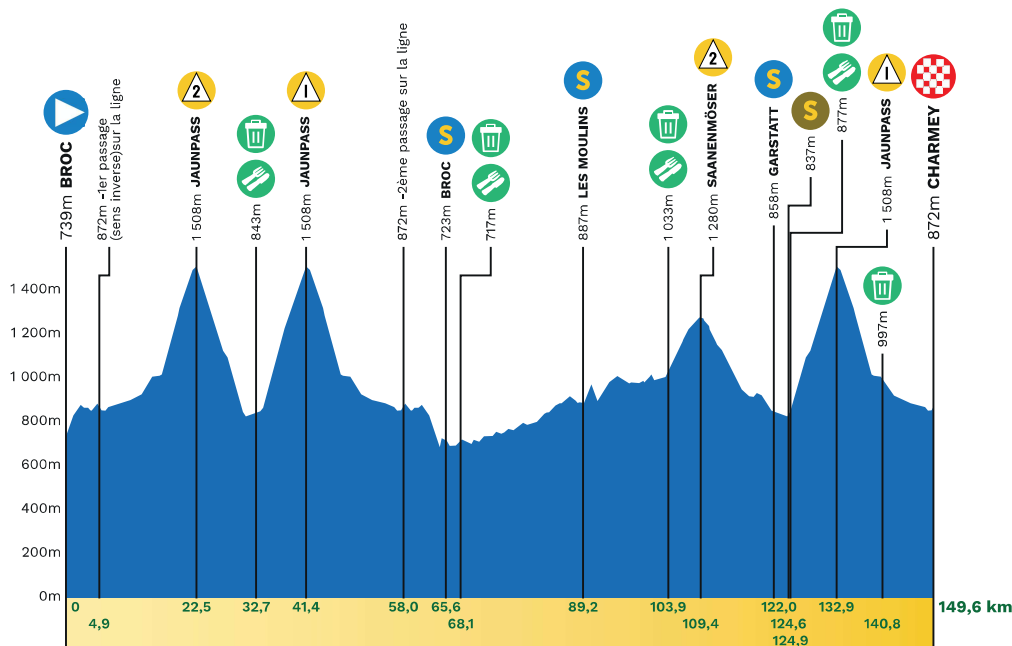 739m BROC
872m -1er passage
(sens inverse)sur la ligne
2
1 508m JAUNPASS
843m
1
1 508m JAUNPASS
872m -2ème passage sur la ligne
S
723m BROC
717m
S
887m LES MOULINS
1 033m
2
1 280m SAANENMÖSER
S
858m GARSTATT
S
837m
877m
1
1 508m JAUNPASS
997m
872m CHARMEY
1 400m
1 200m
1 000m
800m
600m
400m
200m
0m
0 22,5 32,7 41,4 58,0 65,6 89,2 103,9 122,0 132,9 149,6 km
4,9 68,1 109,4 124,6 140,8
124,9